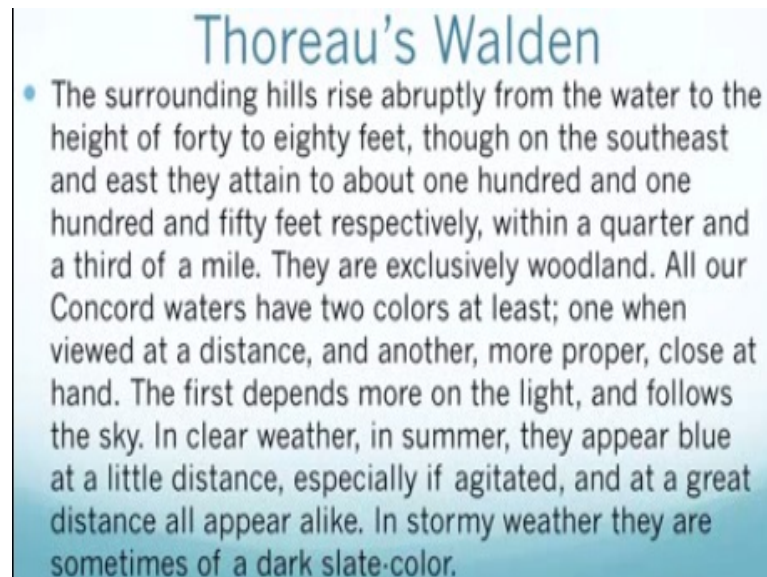 Thoreau's Walden
• The surrounding hills rise abruptly from the water to the
height of forty to eighty feet, though on the southeast
and east they attain to about one hundred and one
hundred and fifty feet respectively, within a quarter and
a third of a mile. They are exclusively woodland. All our
Concord waters have two colors at least; one when
viewed at a distance, and another, more proper, close at
hand. The first depends more on the light, and follows
the sky. In clear weather, in summer, they appear blue
at a little distance, especially if agitated, and at a great
distance all appear alike. In stormy weather they are
sometimes of a dark slate-color.